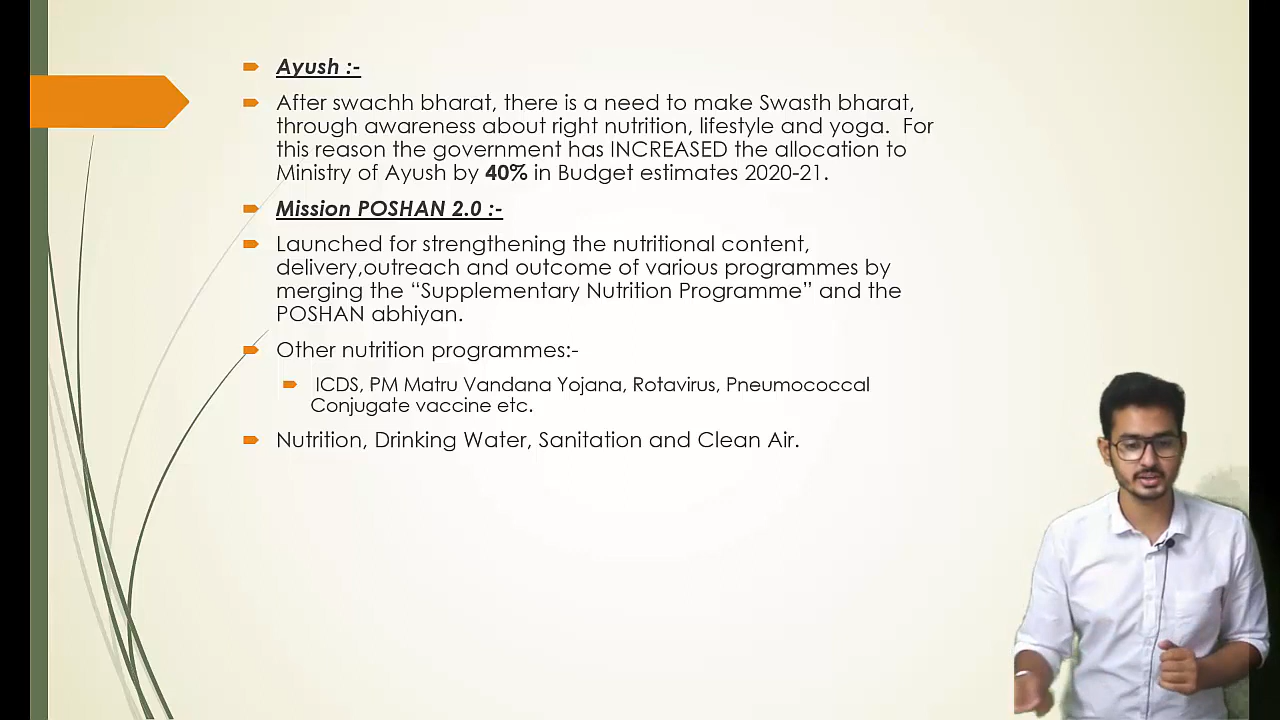 Ayush :-
After swachh bharat, there is a need to make Swasth bharat,
through awareness about right nutrition, lifestyle and yoga.  For
this reason the government has INCREASED the allocation to
Ministry of Ayush by 40% in Budget estimates 2020-21.
Mission POSHAN 2.0 :-
Launched for strengthening the nutritional content,
delivery,outreach and outcome of various programmes by
merging the “Supplementary Nutrition Programme” and the
POSHAN abhiyan.
Other nutrition programmes:-
ICDS, PM Matru Vandana Yojana, Rotavirus, Pneumococcal
Conjugate vaccine etc.
Nutrition, Drinking Water, Sanitation and Clean Air.